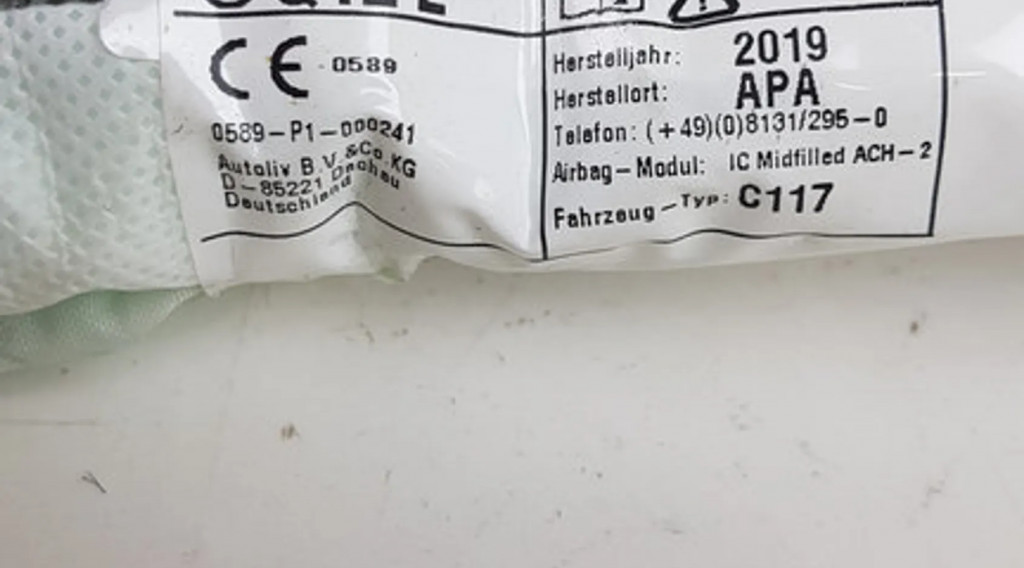 CE 0589
0589-P1-000241
Autoliv B.V.&Co.KG
D-85221 Dachau
Deutschland
Herstelljahr: 2019
Herstellort: APA
Telefon: (+49)(0)8131/295-0
Airbag-Modul: IC Midfilled ACH-2
Fahrzeug-Typ: C117